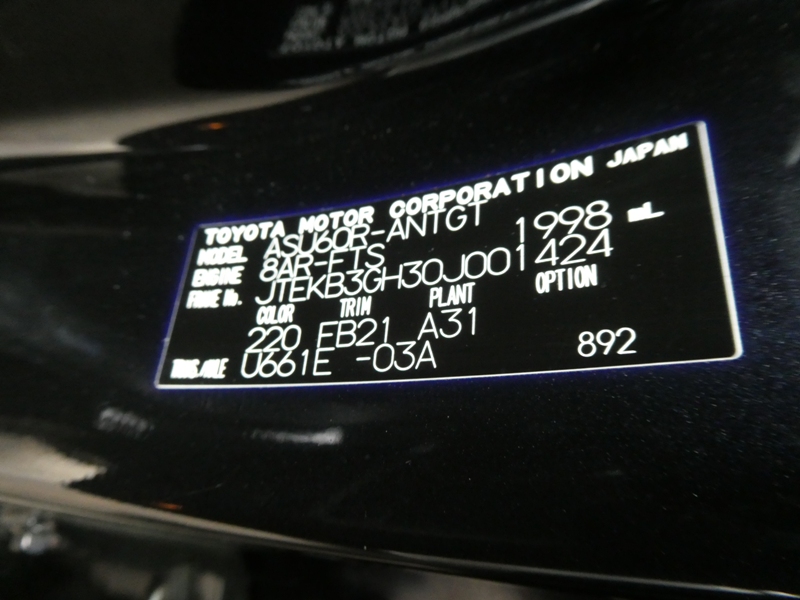 TOYOTA MOTOR CORPORATION JAPAN
MODEL ASU60R-ANTGT
ENGINE 8AR-FTS 1998 mL
FRAME No. JTEKB3GH30J001424
COLOR TRIM PLANT OPTION
220 EB21 A31
TRANS/AXLE U661E -03A 892